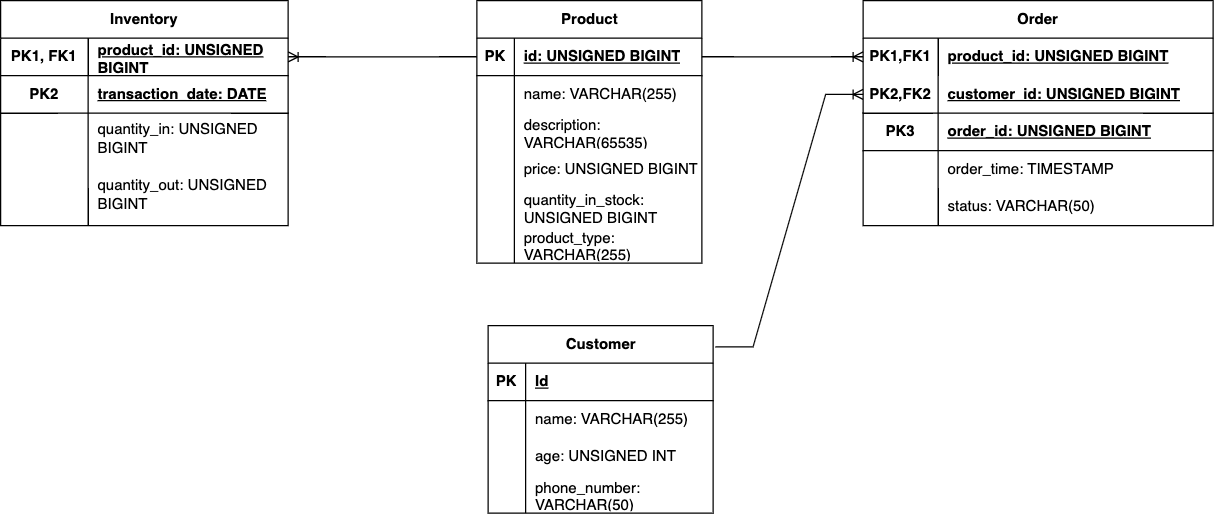 Inventory
PK1, FK1
product_id: UNSIGNED
BIGINT
PK2
transaction_date: DATE
quantity_in: UNSIGNED
BIGINT
quantity_out: UNSIGNED
BIGINT
Product
PK
id: UNSIGNED BIGINT
name: VARCHAR(255)
description:
VARCHAR(65535)
price: UNSIGNED BIGINT
quantity_in_stock:
UNSIGNED BIGINT
product_type:
VARCHAR(255)
Order
PK1,FK1
product_id: UNSIGNED BIGINT
PK2,FK2
customer_id: UNSIGNED BIGINT
PK3
order_id: UNSIGNED BIGINT
order_time: TIMESTAMP
status: VARCHAR(50)
Customer
PK
Id
name: VARCHAR(255)
age: UNSIGNED INT
phone_number:
VARCHAR(50)